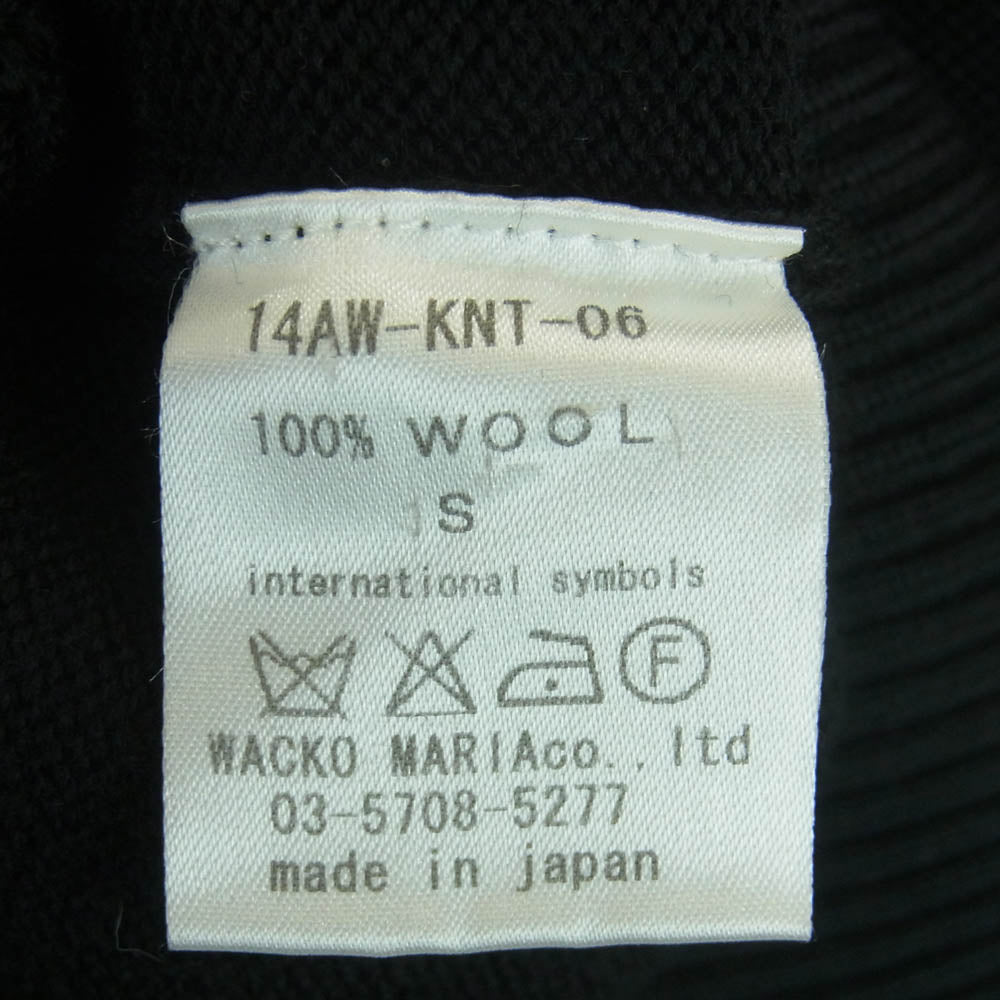 14AW-KNT-06
100% WOOL
S
international symbols
F
WACKO MARIAco., ltd
03-5708-5277
made in japan